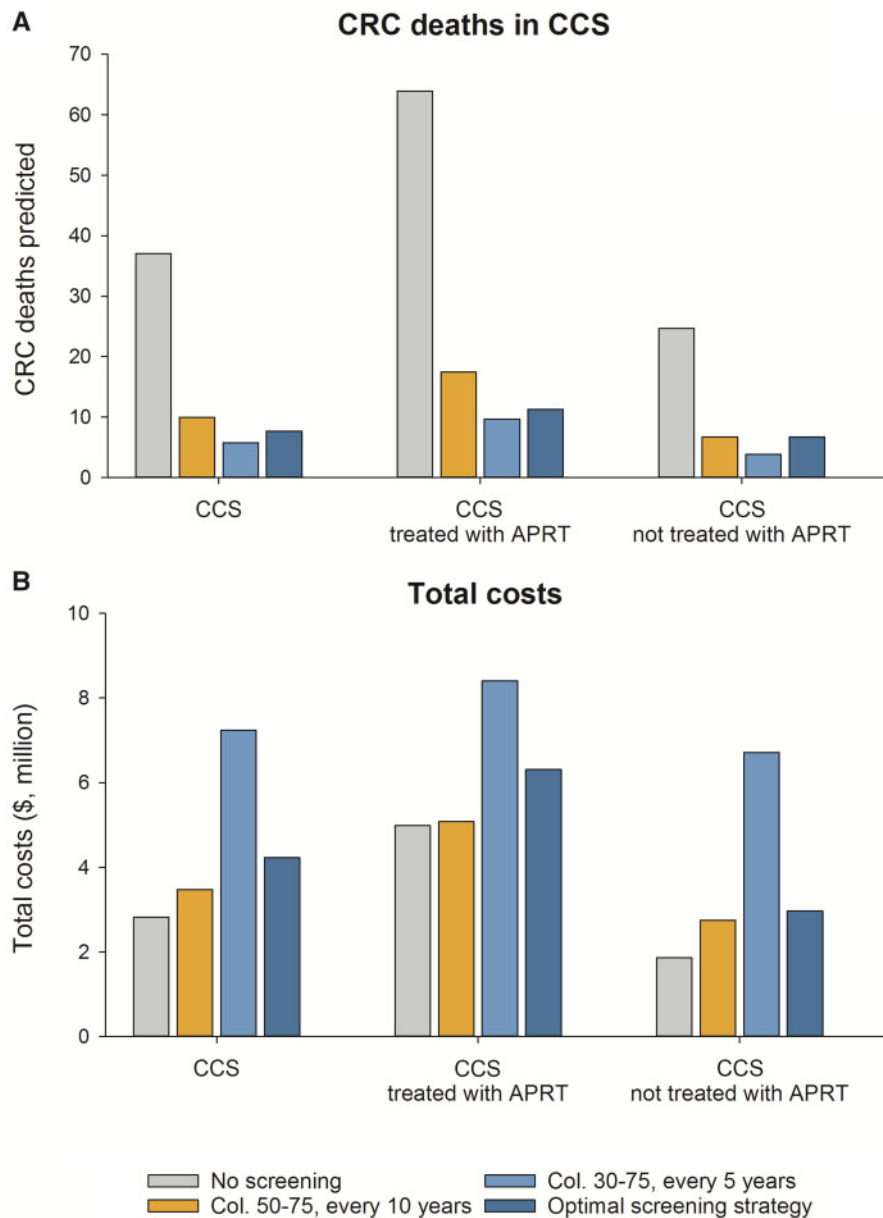 A
CRC deaths in CCS
CRC deaths predicted
70
60
50
40
30
20
10
0
CCS
CCS
treated with APRT
CCS
not treated with APRT
B
Total costs
Total costs ($, million)
10
8
6
4
2
0
CCS
CCS
treated with APRT
CCS
not treated with APRT
No screening
Col. 30-75, every 5 years
Col. 50-75, every 10 years
Optimal screening strategy